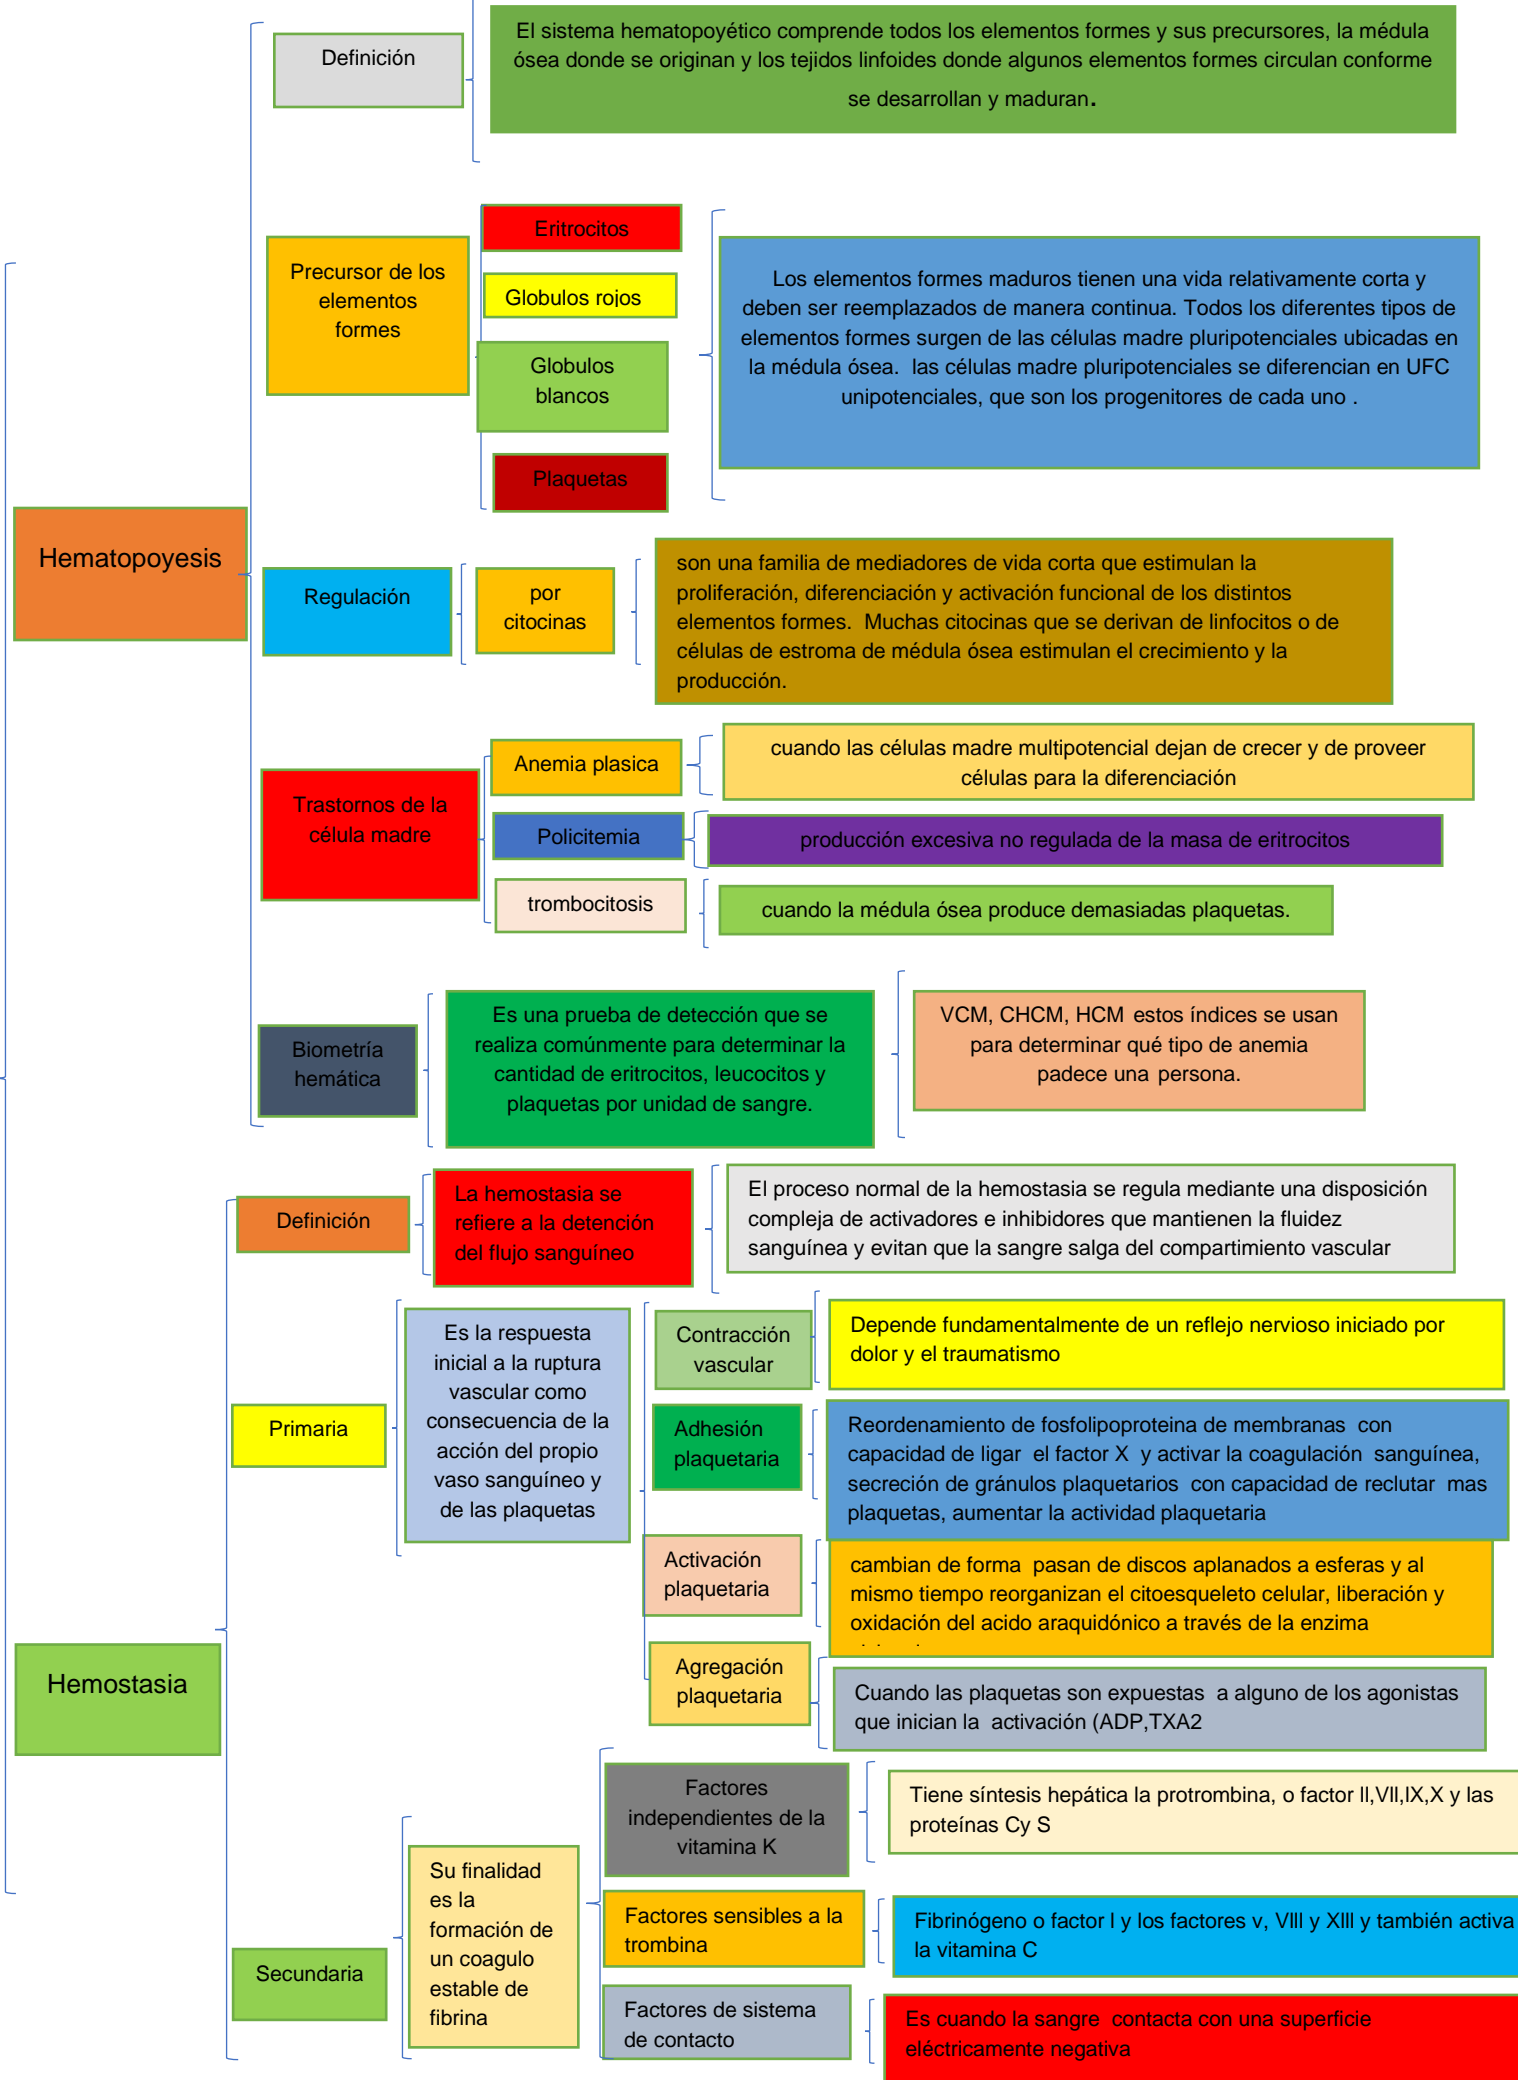 Definición
El sistema hematopoyético comprende todos los elementos formes y sus precursores, la médula
ósea donde se originan y los tejidos linfoides donde algunos elementos formes circulan conforme
se desarrollan y maduran.
Hematopoyesis
Precursor de los
elementos
formes
Eritrocitos
Globulos rojos
Globulos
blancos
Plaquetas
Los elementos formes maduros tienen una vida relativamente corta y
deben ser reemplazados de manera continua. Todos los diferentes tipos de
elementos formes surgen de las células madre pluripotenciales ubicadas en
la médula ósea. las células madre pluripotenciales se diferencian en UFC
unipotenciales, que son los progenitores de cada uno .
Regulación
por
citocinas
son una familia de mediadores de vida corta que estimulan la
proliferación, diferenciación y activación funcional de los distintos
elementos formes. Muchas citocinas que se derivan de linfocitos o de
células de estroma de médula ósea estimulan el crecimiento y la
producción.
Trastornos de la
célula madre
Anemia plasica
cuando las células madre multipotencial dejan de crecer y de proveer
células para la diferenciación
Policitemia
producción excesiva no regulada de la masa de eritrocitos
trombocitosis
cuando la médula ósea produce demasiadas plaquetas.
Biometría
hemática
Es una prueba de detección que se
realiza comúnmente para determinar la
cantidad de eritrocitos, leucocitos y
plaquetas por unidad de sangre.
VCM, CHCM, HCM estos índices se usan
para determinar qué tipo de anemia
padece una persona.
Hemostasia
Definición
La hemostasia se
refiere a la detención
del flujo sanguíneo
El proceso normal de la hemostasia se regula mediante una disposición
compleja de activadores e inhibidores que mantienen la fluidez
sanguínea y evitan que la sangre salga del compartimiento vascular
Primaria
Es la respuesta
inicial a la ruptura
vascular como
consecuencia de la
acción del propio
vaso sanguíneo y
de las plaquetas
Contracción
vascular
Depende fundamentalmente de un reflejo nervioso iniciado por
dolor y el traumatismo
Adhesión
plaquetaria
Reordenamiento de fosfolipoproteina de membranas con
capacidad de ligar el factor X y activar la coagulación sanguínea,
secreción de gránulos plaquetarios con capacidad de reclutar mas
plaquetas, aumentar la actividad plaquetaria
Activación
plaquetaria
cambian de forma pasan de discos aplanados a esferas y al
mismo tiempo reorganizan el citoesqueleto celular, liberación y
oxidación del acido araquidónico a través de la enzima
Agregación
plaquetaria
Cuando las plaquetas son expuestas a alguno de los agonistas
que inician la activación (ADP,TXA2
Secundaria
Su finalidad
es la
formación de
un coagulo
estable de
fibrina
Factores
independientes de la
vitamina K
Tiene síntesis hepática la protrombina, o factor II,VII,IX,X y las
proteínas Cy S
Factores sensibles a la
trombina
Fibrinógeno o factor I y los factores v, VIII y XIII y también activa
la vitamina C
Factores de sistema
de contacto
Es cuando la sangre contacta con una superficie
eléctricamente negativa